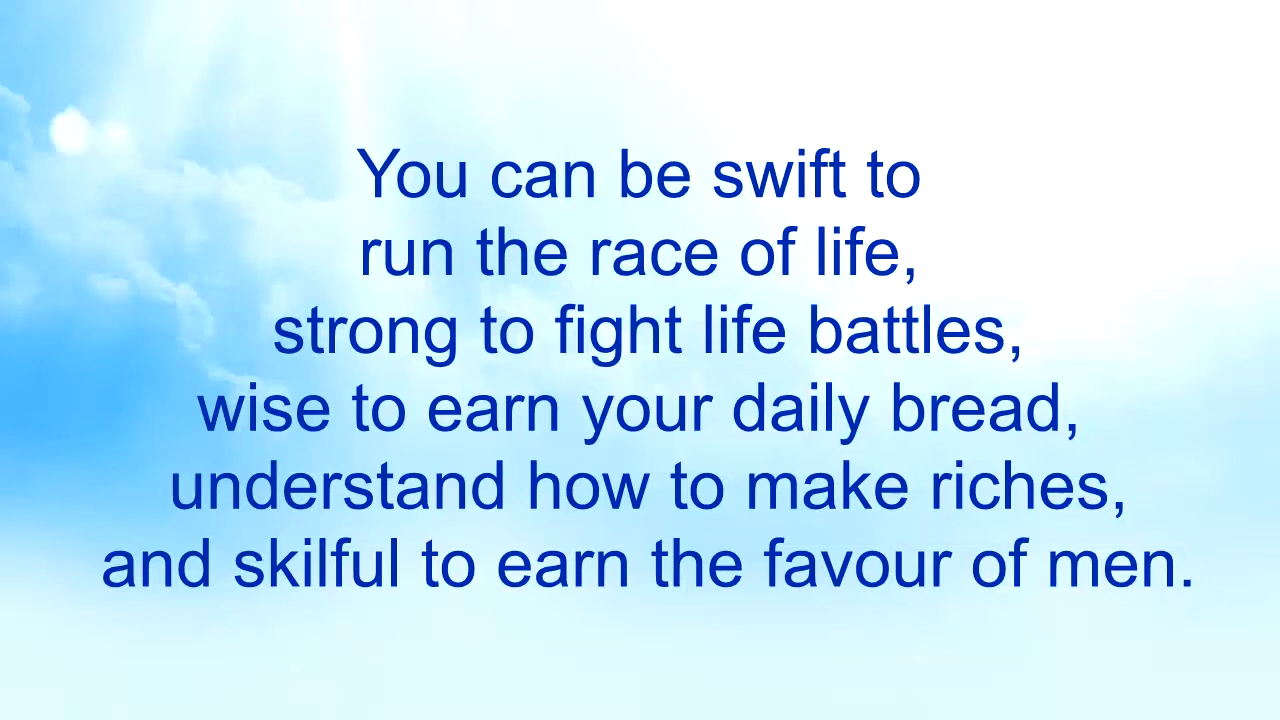 You can be swift to
run the race of life,
strong to fight life battles,
wise to earn your daily bread,
understand how to make riches,
and skilful to earn the favour of men.